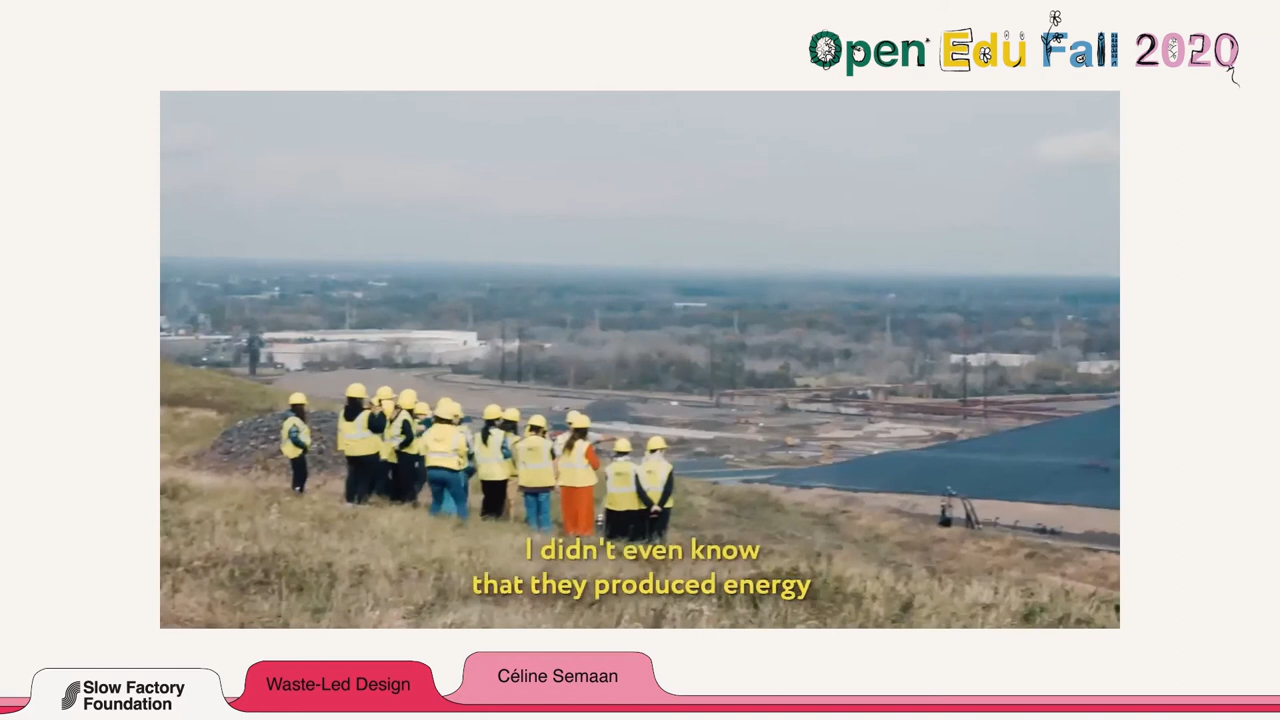 Open Edu Fall 2020
I didn't even know
that they produced energy
Slow Factory
Foundation
Waste-Led Design
Céline Semaan